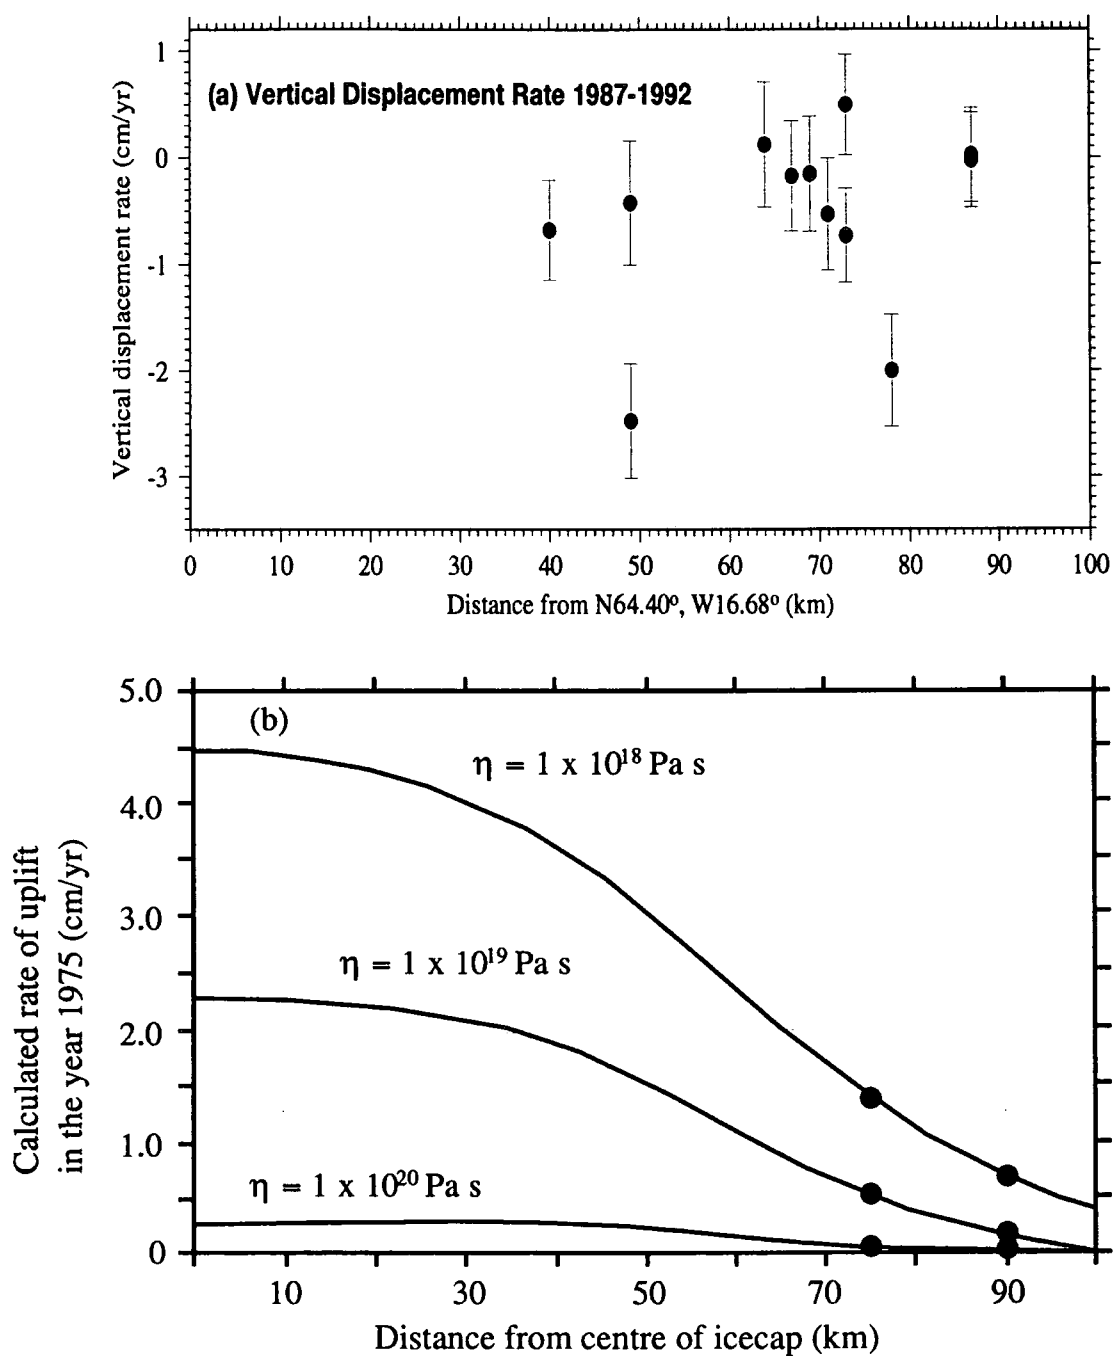 (a) Vertical Displacement Rate 1987-1992
Vertical displacement rate (cm/yr)
1
0
-1
-2
-3
0 10 20 30 40 50 60 70 80 90 100
Distance from N64.40º, W16.68º (km)
(b)
η = 1 x 10¹⁸ Pa s
η = 1 x 10¹⁹ Pa s
η = 1 x 10²⁰ Pa s
Calculated rate of uplift
in the year 1975 (cm/yr)
5.0
4.0
3.0
2.0
1.0
0
10 30 50 70 90
Distance from centre of icecap (km)